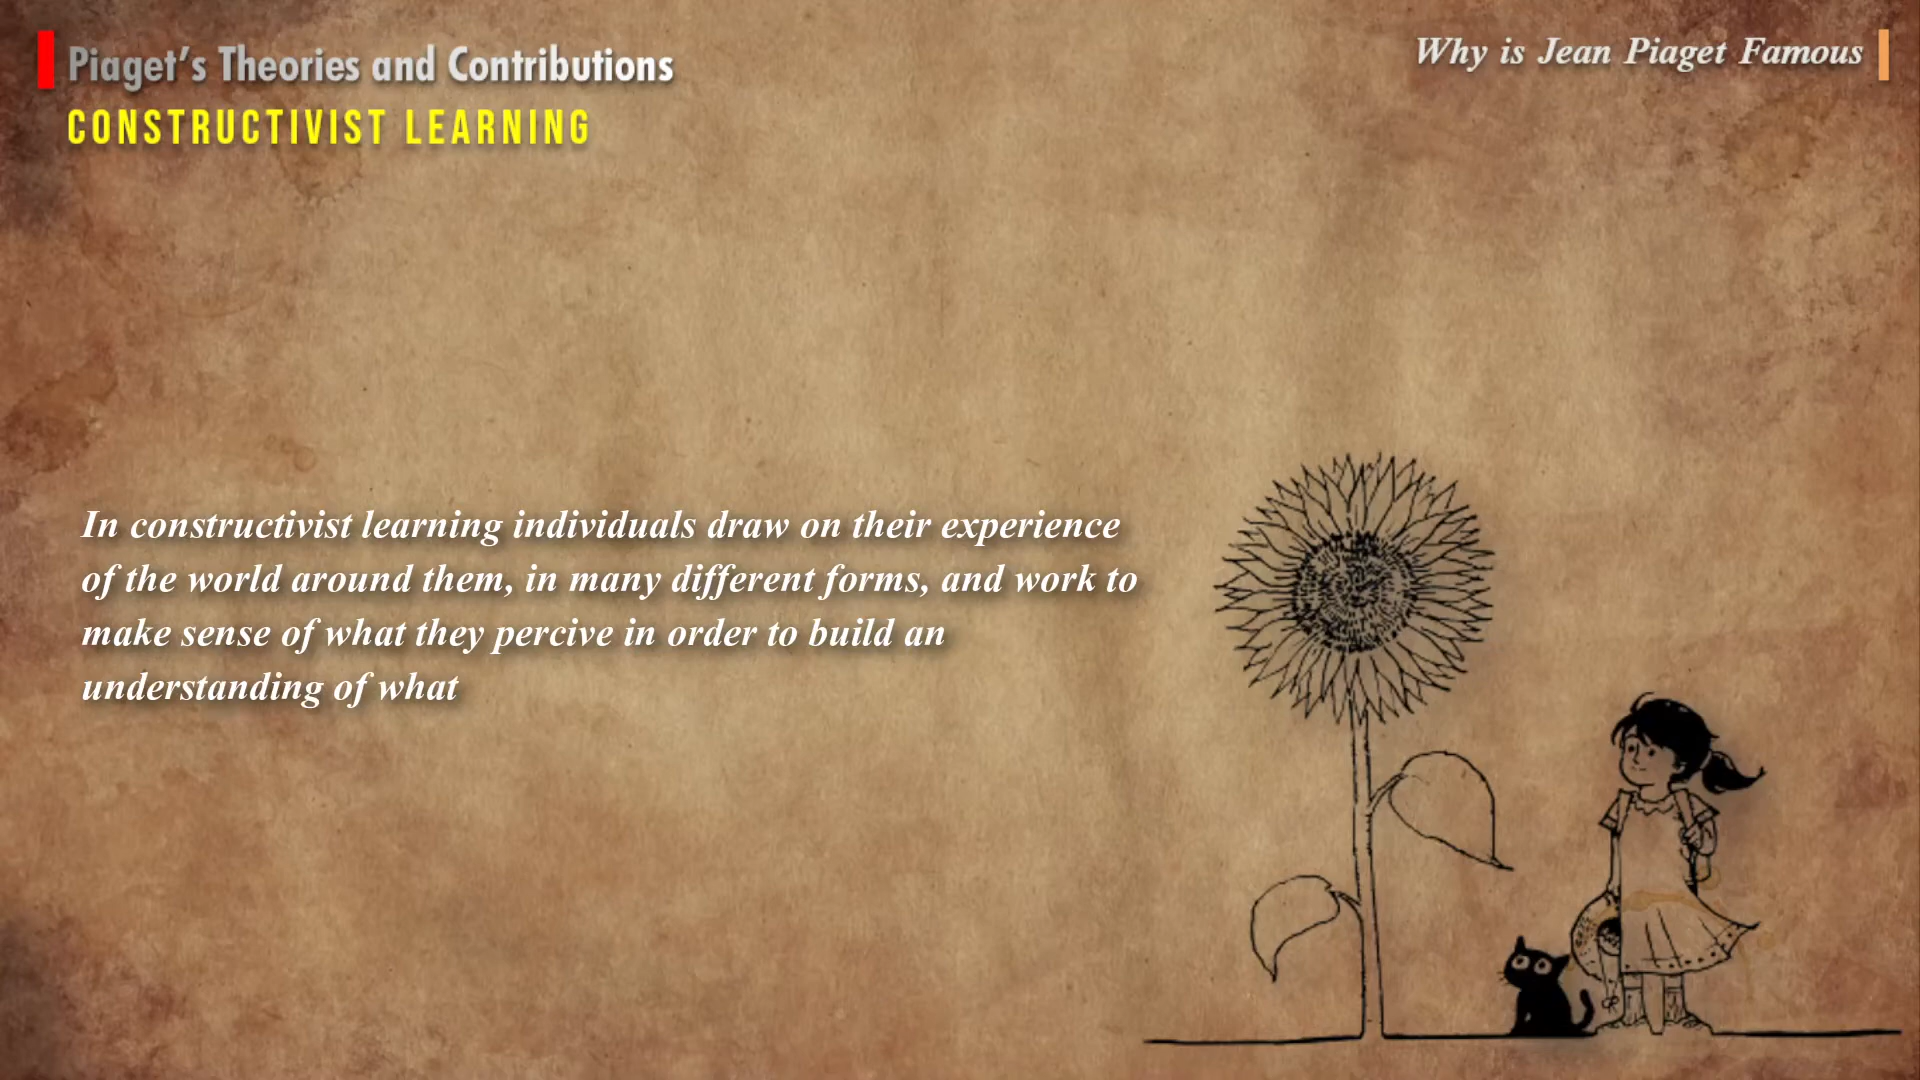 Piaget's Theories and Contributions
CONSTRUCTIVIST LEARNING
Why is Jean Piaget Famous
In constructivist learning individuals draw on their experience
of the world around them, in many different forms, and work to
make sense of what they percive in order to build an
understanding of what